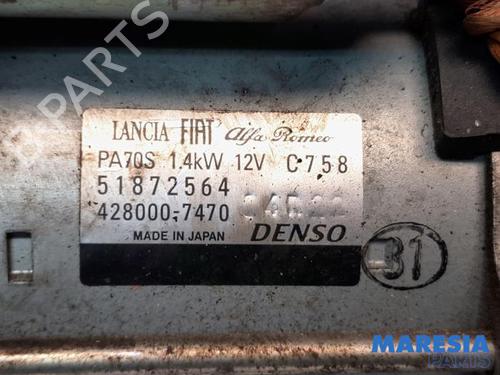 LANCIA FIAT Alfa Romeo
PA70S 1.4kW 12V C758
51872564
428000-7470
MADE IN JAPAN DENSO
31
MARESIA
PARTS